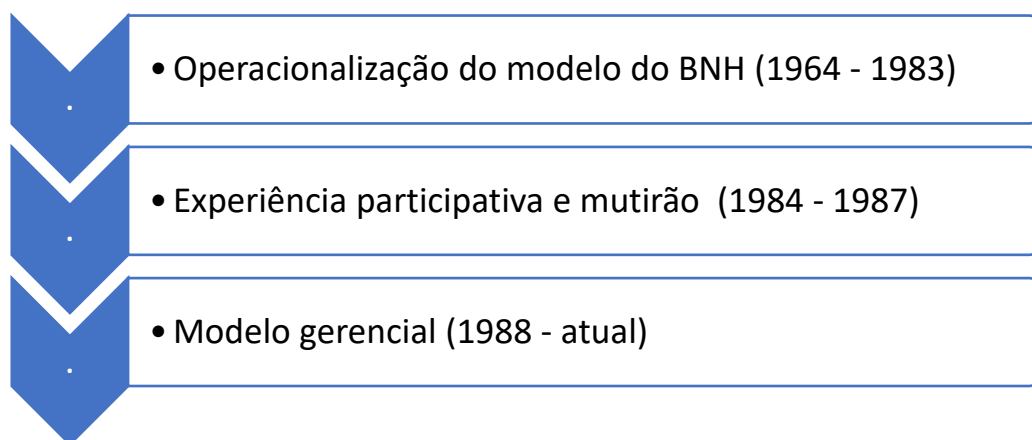 • Operacionalização do modelo do BNH (1964 - 1983)
.
• Experiência participativa e mutirão  (1984 - 1987)
.
• Modelo gerencial (1988 - atual)
.